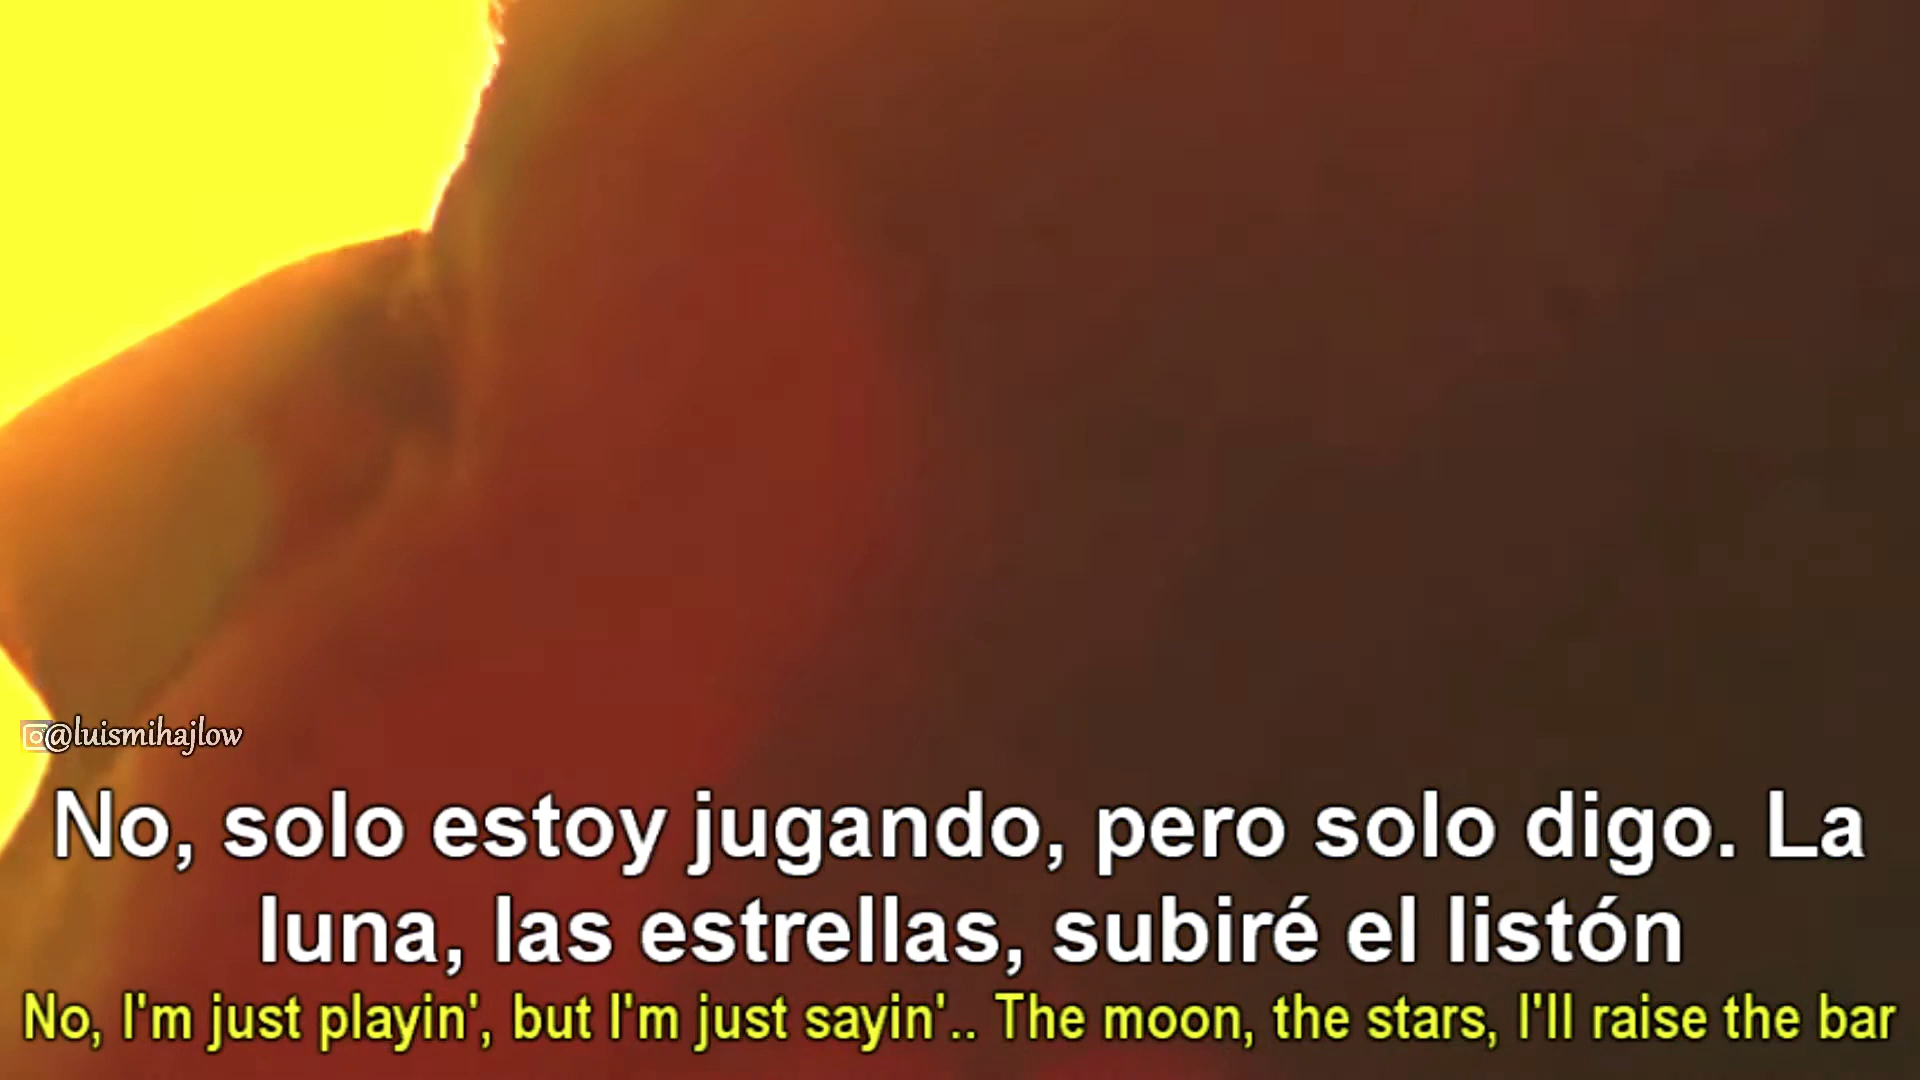 @luismihajlow
No, solo estoy jugando, pero solo digo. La
luna, las estrellas, subiré el listón
No, I'm just playin', but I'm just sayin'.. The moon, the stars, I'll raise the bar